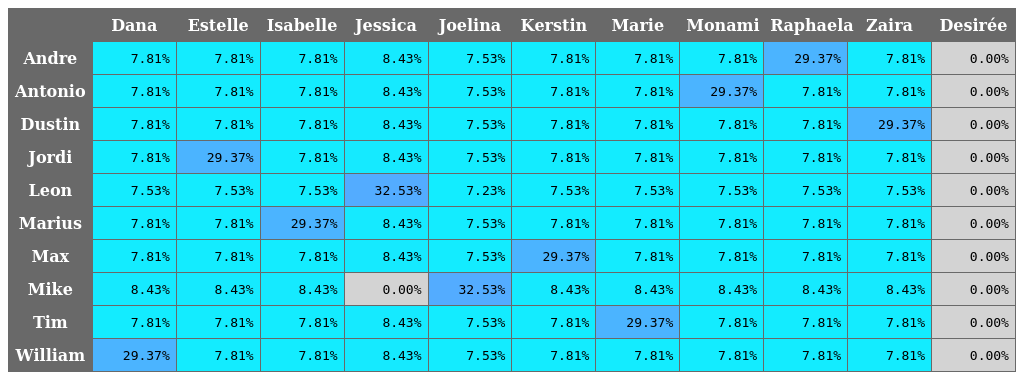 Dana Estelle Isabelle Jessica Joelina Kerstin Marie Monami Raphaela Zaira Desirée
Andre 7.81% 7.81% 7.81% 8.43% 7.53% 7.81% 7.81% 7.81% 29.37% 7.81% 0.00%
Antonio 7.81% 7.81% 7.81% 8.43% 7.53% 7.81% 7.81% 29.37% 7.81% 7.81% 0.00%
Dustin 7.81% 7.81% 7.81% 8.43% 7.53% 7.81% 7.81% 7.81% 7.81% 29.37% 0.00%
Jordi 7.81% 29.37% 7.81% 8.43% 7.53% 7.81% 7.81% 7.81% 7.81% 7.81% 0.00%
Leon 7.53% 7.53% 7.53% 32.53% 7.23% 7.53% 7.53% 7.53% 7.53% 7.53% 0.00%
Marius 7.81% 7.81% 29.37% 8.43% 7.53% 7.81% 7.81% 7.81% 7.81% 7.81% 0.00%
Max 7.81% 7.81% 7.81% 8.43% 7.53% 29.37% 7.81% 7.81% 7.81% 7.81% 0.00%
Mike 8.43% 8.43% 8.43% 0.00% 32.53% 8.43% 8.43% 8.43% 8.43% 8.43% 0.00%
Tim 7.81% 7.81% 7.81% 8.43% 7.53% 7.81% 29.37% 7.81% 7.81% 7.81% 0.00%
William 29.37% 7.81% 7.81% 8.43% 7.53% 7.81% 7.81% 7.81% 7.81% 7.81% 0.00%